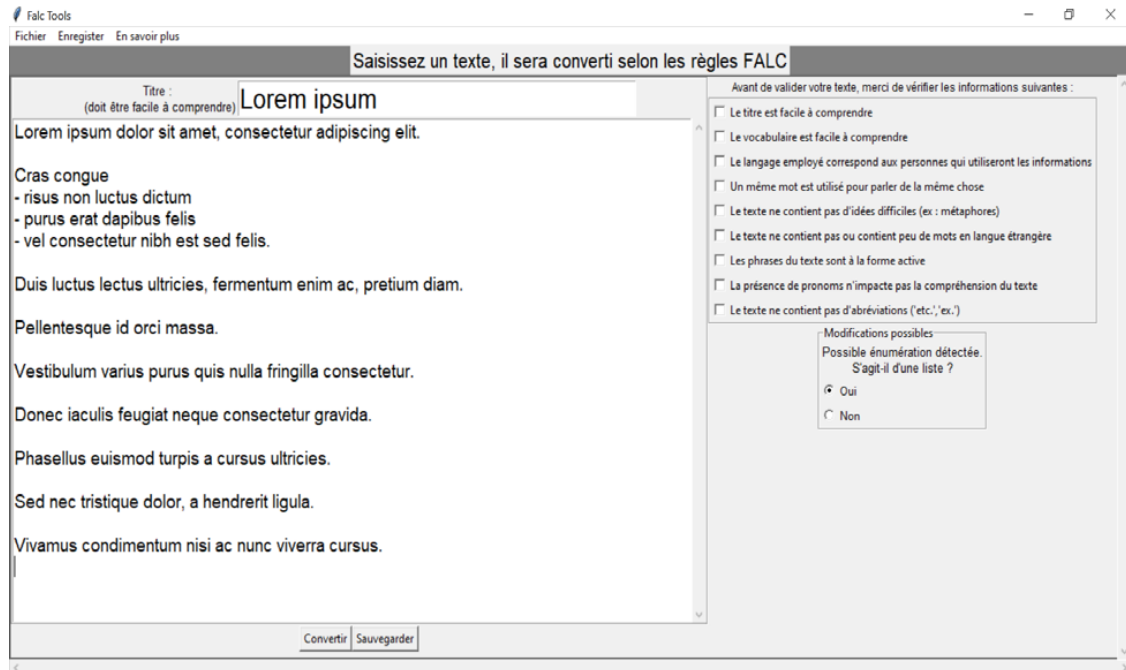 Falc Tools
Fichier Enregister En savoir plus
Saisissez un texte, il sera converti selon les règles FALC
Titre :
(doit être facile à comprendre)
Lorem ipsum
Lorem ipsum dolor sit amet, consectetur adipiscing elit.
Cras congue
- risus non luctus dictum
- purus erat dapibus felis
- vel consectetur nibh est sed felis.
Duis luctus lectus ultricies, fermentum enim ac, pretium diam.
Pellentesque id orci massa.
Vestibulum varius purus quis nulla fringilla consectetur.
Donec iaculis feugiat neque consectetur gravida.
Phasellus euismod turpis a cursus ultricies.
Sed nec tristique dolor, a hendrerit ligula.
Vivamus condimentum nisi ac nunc viverra cursus.
Convertir Sauvegarder
Avant de valider votre texte, merci de vérifier les informations suivantes :
Le titre est facile à comprendre
Le vocabulaire est facile à comprendre
Le langage employé correspond aux personnes qui utiliseront les informations
Un même mot est utilisé pour parler de la même chose
Le texte ne contient pas d'idées difficiles (ex : métaphores)
Le texte ne contient pas ou contient peu de mots en langue étrangère
Les phrases du texte sont à la forme active
La présence de pronoms n'impacte pas la compréhension du texte
Le texte ne contient pas d'abréviations ('etc.','ex.')
Modifications possibles
Possible énumération détectée.
S'agit-il d'une liste ?
Oui
Non